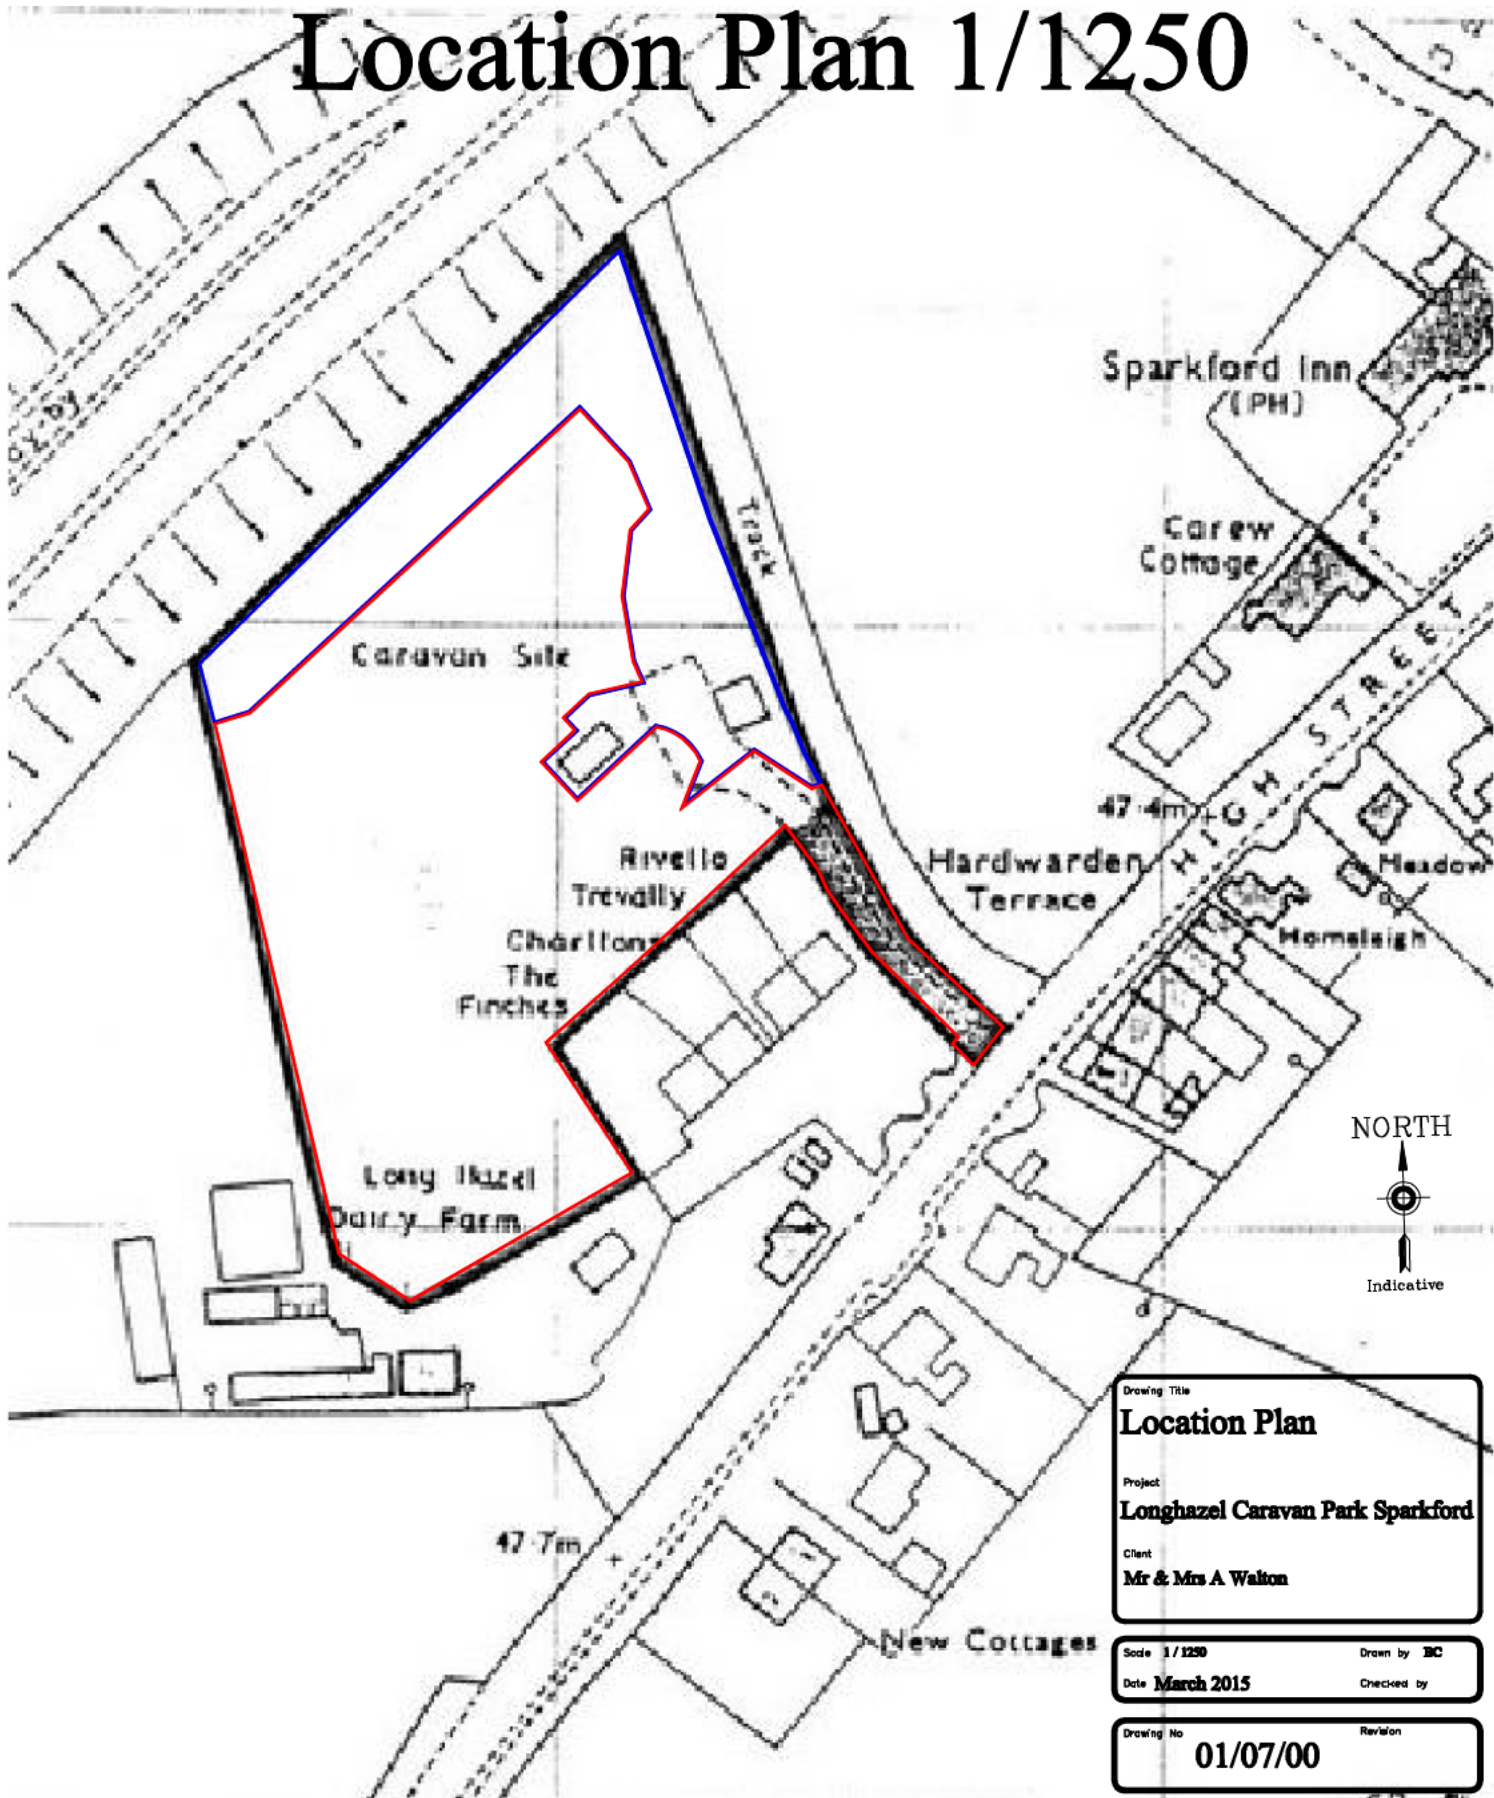 Location Plan 1/1250
Sparkford Inn
(PH)
Track
Carew
Cottage
Caravan Site
HIGH STREET
47·4m
Meadow
Rivello
Trevally
Charltons
The
Finches
Hardwarden
Terrace
Homeleigh
NORTH
Indicative
Long Hazel
Dairy Farm
47·7m
New Cottages
Drawing Title
Location Plan
Project
Longhazel Caravan Park Sparkford
Client
Mr & Mrs A Walton
Scale 1 / 1250
Drawn by BC
Date March 2015
Checked by
Drawing No
Revision
01/07/00